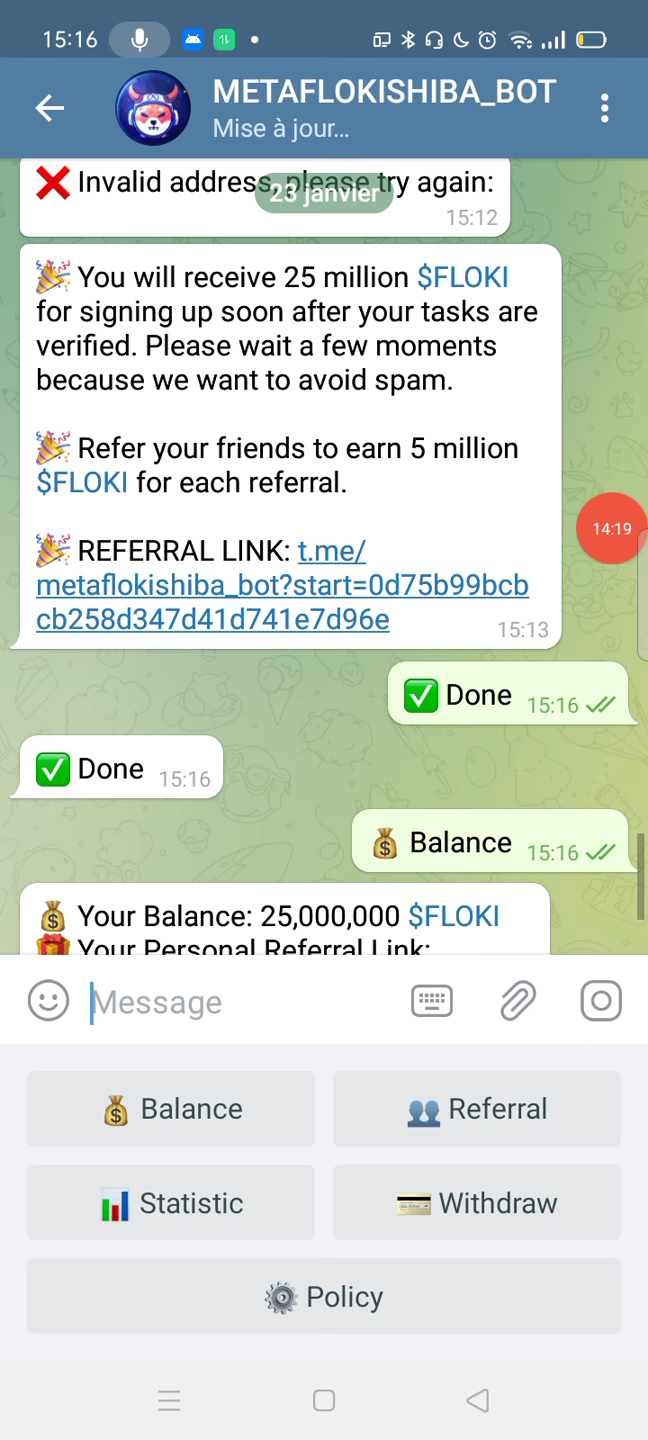 15:16
METAFLOKISHIBA_BOT
Mise à jour...
❌ Invalid address, please try again:
23 janvier
15:12
🎉 You will receive 25 million $FLOKI
for signing up soon after your tasks are
verified. Please wait a few moments
because we want to avoid spam.
🎉 Refer your friends to earn 5 million
$FLOKI for each referral.
14:19
🎉 REFERRAL LINK: t.me/
metaflokishiba_bot?start=0d75b99bcb
cb258d347d41d741e7d96e
15:13
✅ Done 15:16
✅ Done 15:16
💰 Balance 15:16
💰 Your Balance: 25,000,000 $FLOKI
🎁 Your Personal Referral Link:
Message
💰 Balance
👥 Referral
📊 Statistic
💳 Withdraw
⚙ Policy